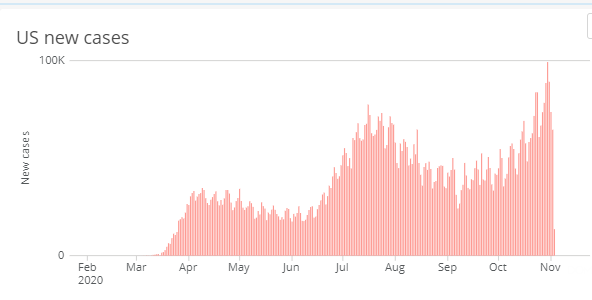 US new cases
100K
New cases
0
Feb Mar Apr May Jun Jul Aug Sep Oct Nov
2020